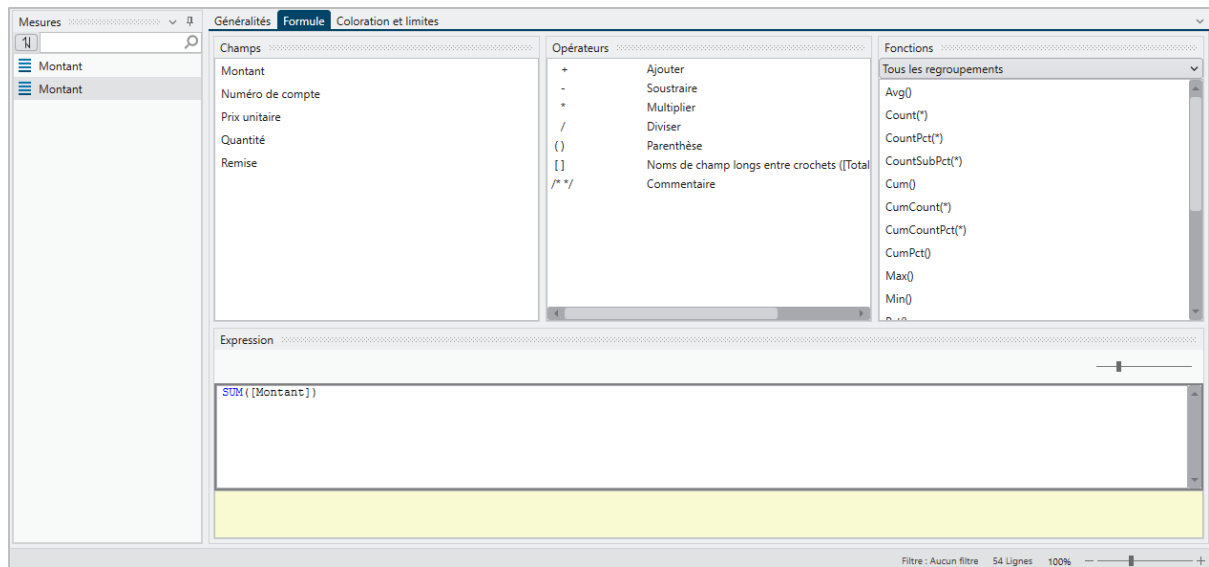 Mesures
Montant
Montant
Généralités Formule Coloration et limites
Champs
Montant
Numéro de compte
Prix unitaire
Quantité
Remise
Opérateurs
+ Ajouter
- Soustraire
* Multiplier
/ Diviser
( ) Parenthèse
[ ] Noms de champ longs entre crochets ([Total
/* */ Commentaire
Fonctions
Tous les regroupements
Avg()
Count(*)
CountPct(*)
CountSubPct(*)
Cum()
CumCount(*)
CumCountPct(*)
CumPct()
Max()
Min()
Expression
SUM([Montant])
Filtre : Aucun filtre 54 Lignes 100%